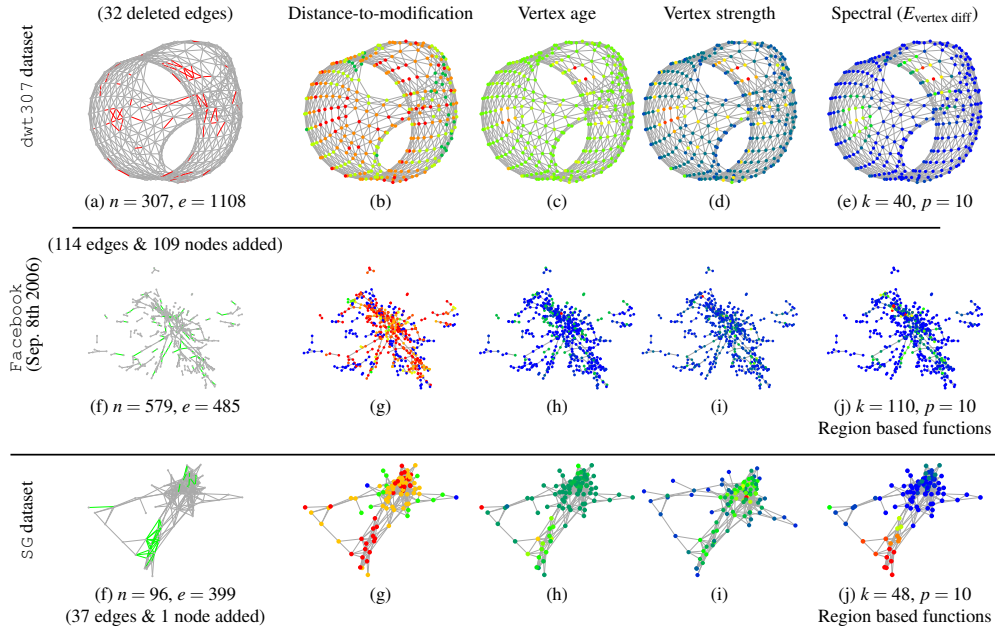 (32 deleted edges)
Distance-to-modification
Vertex age
Vertex strength
Spectral (E_vertex diff)
dwt307 dataset
(a) n = 307, e = 1108
(b)
(c)
(d)
(e) k = 40, p = 10
(114 edges & 109 nodes added)
Facebook
(Sep. 8th 2006)
(f) n = 579, e = 485
(g)
(h)
(i)
(j) k = 110, p = 10
Region based functions
SG dataset
(f) n = 96, e = 399
(37 edges & 1 node added)
(g)
(h)
(i)
(j) k = 48, p = 10
Region based functions